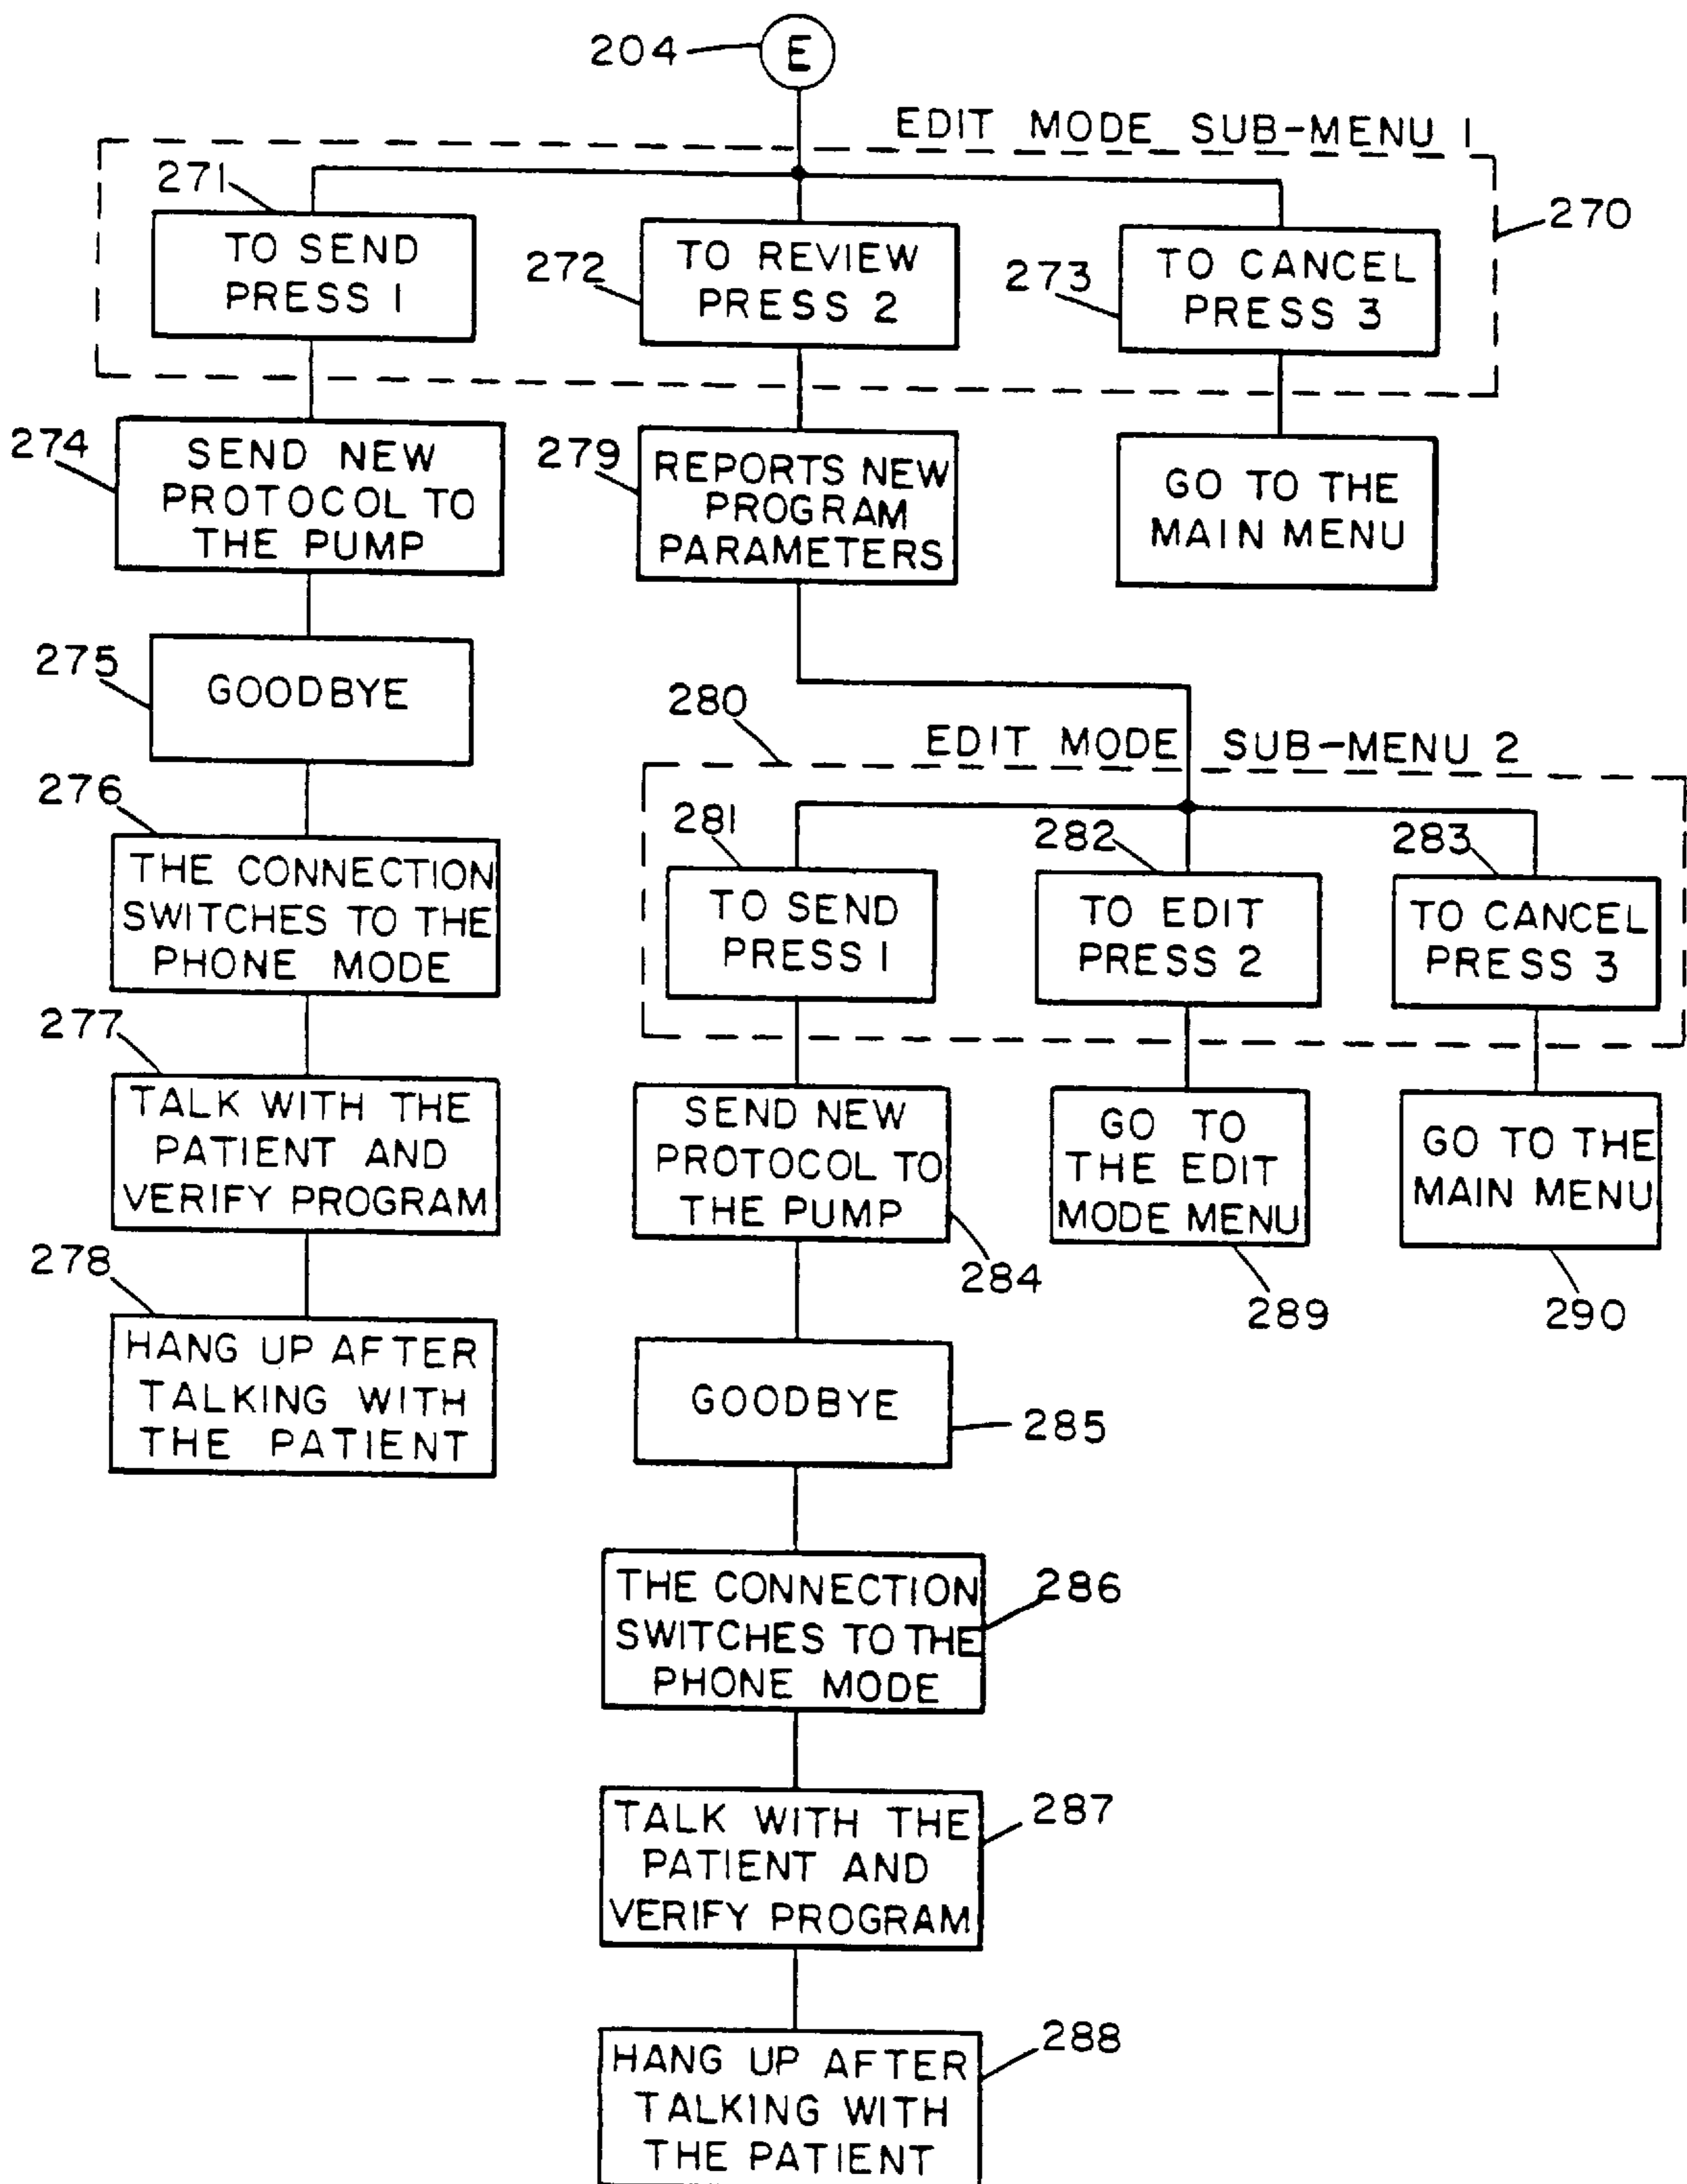 204
E
EDIT MODE SUB-MENU 1
270
271
TO SEND
PRESS 1
272
TO REVIEW
PRESS 2
273
TO CANCEL
PRESS 3
274
SEND NEW
PROTOCOL TO
THE PUMP
279
REPORTS NEW
PROGRAM
PARAMETERS
GO TO THE
MAIN MENU
275
GOODBYE
280
EDIT MODE SUB-MENU 2
276
THE CONNECTION
SWITCHES TO THE
PHONE MODE
281
TO SEND
PRESS 1
282
TO EDIT
PRESS 2
283
TO CANCEL
PRESS 3
277
TALK WITH THE
PATIENT AND
VERIFY PROGRAM
SEND NEW
PROTOCOL TO
THE PUMP
284
GO TO
THE EDIT
MODE MENU
289
GO TO THE
MAIN MENU
290
278
HANG UP AFTER
TALKING WITH
THE PATIENT
GOODBYE
285
THE CONNECTION
SWITCHES TO THE
PHONE MODE
286
TALK WITH THE
PATIENT AND
VERIFY PROGRAM
287
HANG UP AFTER
TALKING WITH
THE PATIENT
288